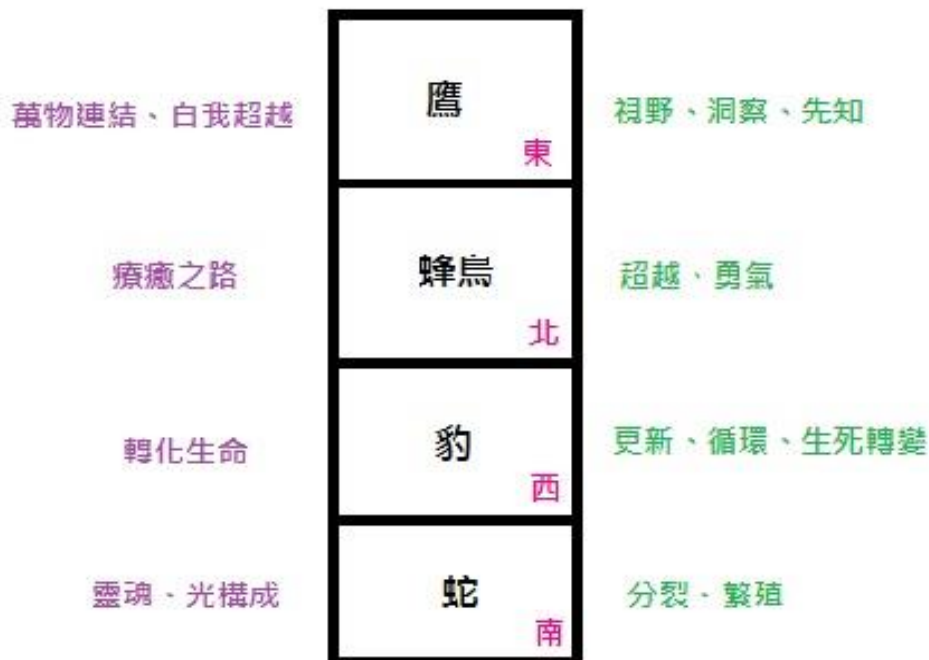 萬物連結、白我超越
鷹
東
視野、洞察、先知
療癒之路
蜂鳥
北
超越、勇氣
轉化生命
豹
西
更新、循環、生死轉變
靈魂、光構成
蛇
南
分裂、繁殖